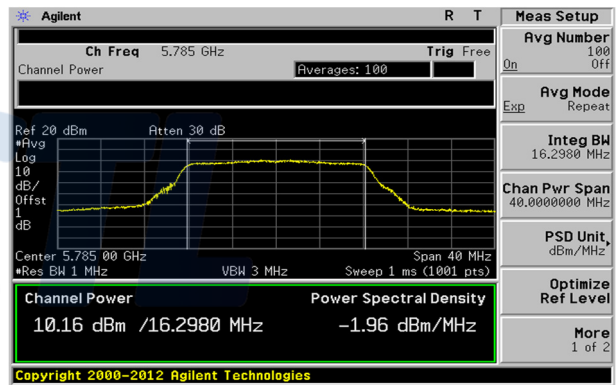 Agilent R T
Ch Freq 5.785 GHz Trig Free
Channel Power Averages: 100
Ref 20 dBm Atten 30 dB
#Avg
Log
10
dB/
Offst
1
dB
Center 5.785 00 GHz Span 40 MHz
#Res BW 1 MHz VBW 3 MHz Sweep 1 ms (1001 pts)
Channel Power Power Spectral Density
10.16 dBm /16.2980 MHz -1.96 dBm/MHz
Copyright 2000-2012 Agilent Technologies
Meas Setup
Avg Number
100
On Off
Avg Mode
Exp Repeat
Integ BW
16.2980 MHz
Chan Pwr Span
40.0000000 MHz
PSD Unit
dBm/MHz
Optimize
Ref Level
More
1 of 2